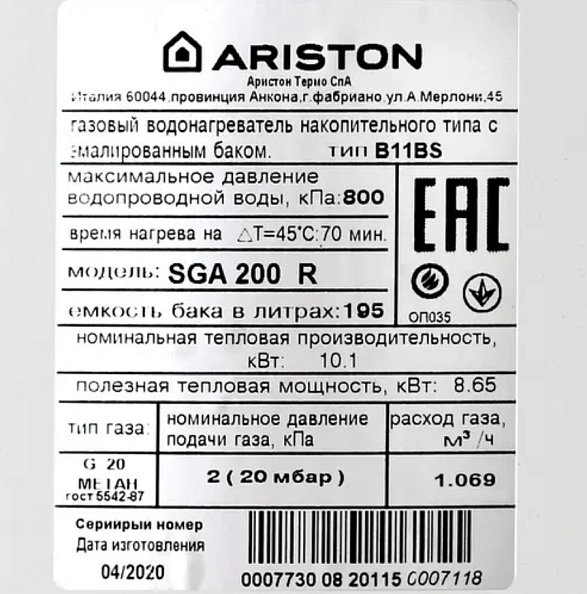 ARISTON
Аристон Термо СпА
Италия 60044.провинция Анкона,г.фабриано ул.А.Мерлони,45
газовый водонагреватель накопительного типа с
эмалированным баком. тип B11BS
максимальное давление
водопроводной воды, кПа:800
время нагрева на △T=45°C:70 мин.
модель: SGA 200 R
емкость бака в литрах:195
EAC
ОП035
номинальная тепловая производительность,
кВт: 10.1
полезная тепловая мощность, кВт: 8.65
тип газа:
номинальное давление
подачи газа, кПа
расход газа,
м³/ч
G 20
МЕТАН
гост 5542-87
2 ( 20 мбар )
1.069
Сериирый номер
Дата изготовления
04/2020
0007730 08 20115 C007118